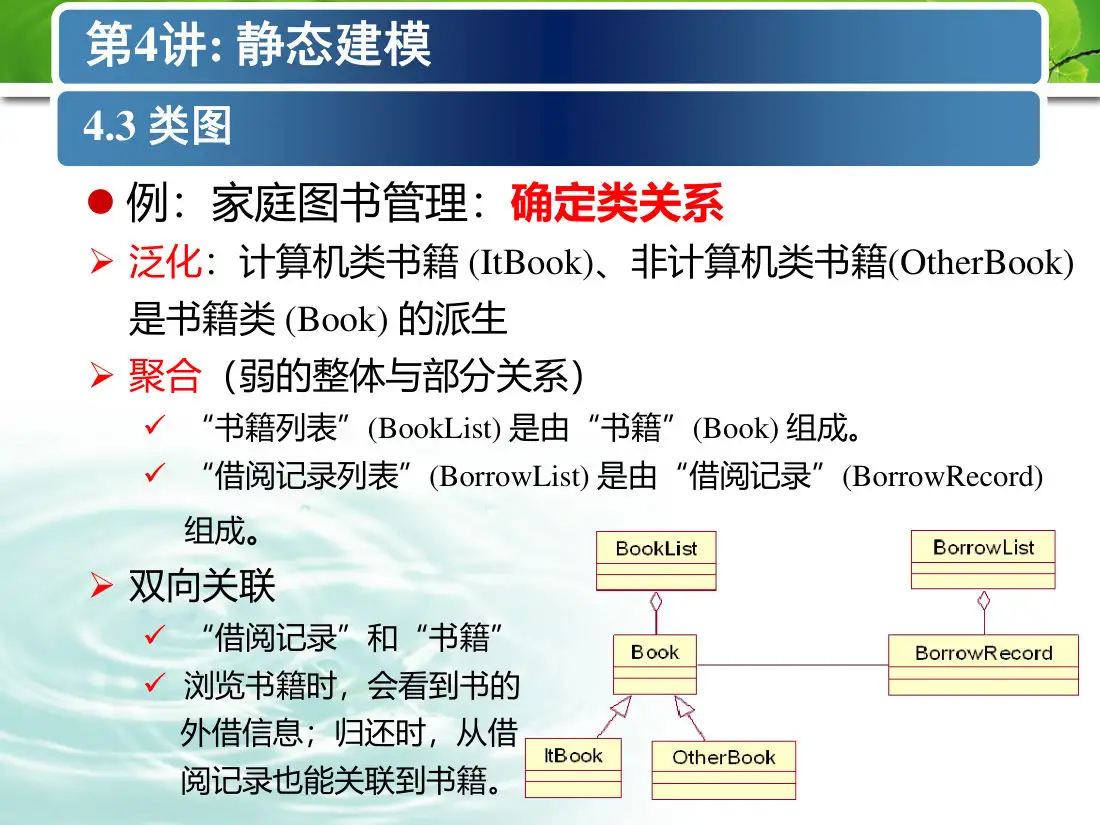 第4讲: 静态建模
4.3 类图
例：家庭图书管理：确定类关系
泛化：计算机类书籍 (ItBook)、非计算机类书籍(OtherBook)
是书籍类 (Book) 的派生
聚合（弱的整体与部分关系）
“书籍列表”(BookList) 是由“书籍”(Book) 组成。
“借阅记录列表”(BorrowList) 是由“借阅记录”(BorrowRecord)
组成。
双向关联
“借阅记录”和“书籍”
浏览书籍时，会看到书的
外借信息；归还时，从借
阅记录也能关联到书籍。
BookList
BorrowList
Book
BorrowRecord
ItBook
OtherBook